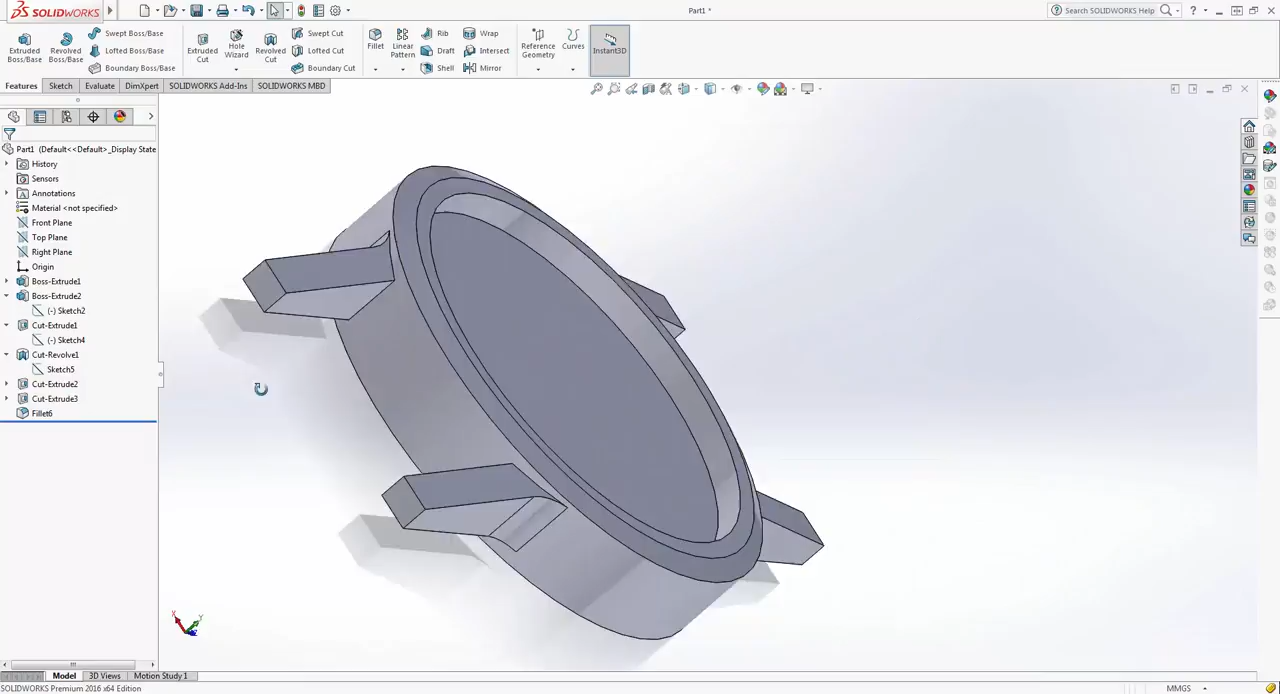 SOLIDWORKS
Part1 *
Search SOLIDWORKS Help
Extruded Boss/Base
Revolved Boss/Base
Swept Boss/Base
Lofted Boss/Base
Boundary Boss/Base
Extruded Cut
Hole Wizard
Revolved Cut
Swept Cut
Lofted Cut
Boundary Cut
Fillet
Linear Pattern
Rib
Draft
Shell
Wrap
Intersect
Mirror
Reference Geometry
Curves
Instant3D
Features Sketch Evaluate DimXpert SOLIDWORKS Add-Ins SOLIDWORKS MBD
Part1 (Default<<Default>_Display State
History
Sensors
Annotations
Material <not specified>
Front Plane
Top Plane
Right Plane
Origin
Boss-Extrude1
Boss-Extrude2
(-) Sketch2
Cut-Extrude1
(-) Sketch4
Cut-Revolve1
Sketch5
Cut-Extrude2
Cut-Extrude3
Fillet6
X Y Z
Model 3D Views Motion Study 1
SOLIDWORKS Premium 2016 x64 Edition
MMGS